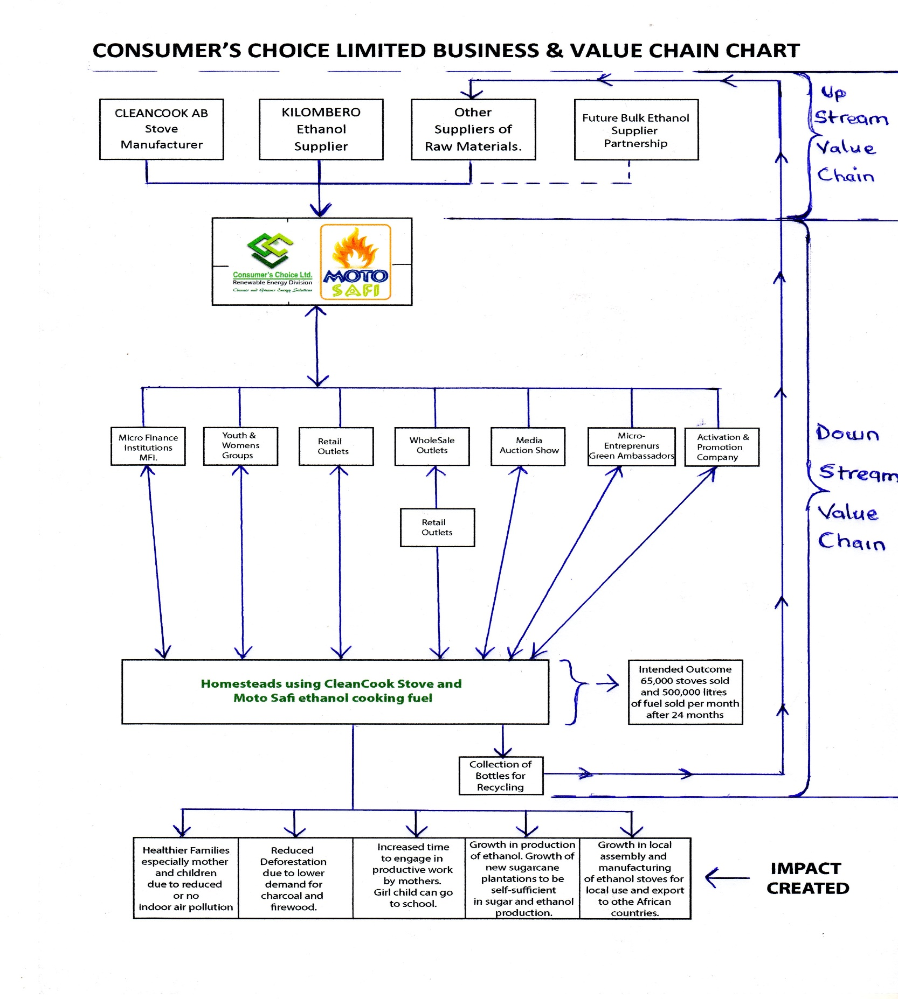 CONSUMER'S CHOICE LIMITED BUSINESS & VALUE CHAIN CHART
CLEANCOOK AB
Stove
Manufacturer
KILOMBERO
Ethanol
Supplier
Other
Suppliers of
Raw Materials.
Future Bulk Ethanol
Supplier
Partnership
Up
Stream
Value
Chain
Consumer's Choice Ltd.
Renewable Energy Division
Cleaner and Greener Energy Solutions
MOTO
SAFI
Micro Finance
Institutions
MFI.
Youth &
Womens
Groups
Retail
Outlets
WholeSale
Outlets
Media
Auction Show
Micro-
Entreprenurs
Green Ambassadors
Activation &
Promotion
Company
Down
Stream
Value
Chain
Retail
Outlets
Homesteads using CleanCook Stove and
Moto Safi ethanol cooking fuel
Intended Outcome
65,000 stoves sold
and 500,000 litres
of fuel sold per month
after 24 months
Collection of
Bottles for
Recycling
Healthier Families
especially mother
and children
due to reduced
or no
indoor air pollution
Reduced
Deforestation
due to lower
demand for
charcoal and
firewood.
Increased time
to engage in
productive work
by mothers.
Girl child can go
to school.
Growth in production
of ethanol. Growth of
new sugarcane
plantations to be
self-sufficient
in sugar and ethanol
production.
Growth in local
assembly and
manufacturing
of ethanol stoves for
local use and export
to othe African
countries.
IMPACT
CREATED